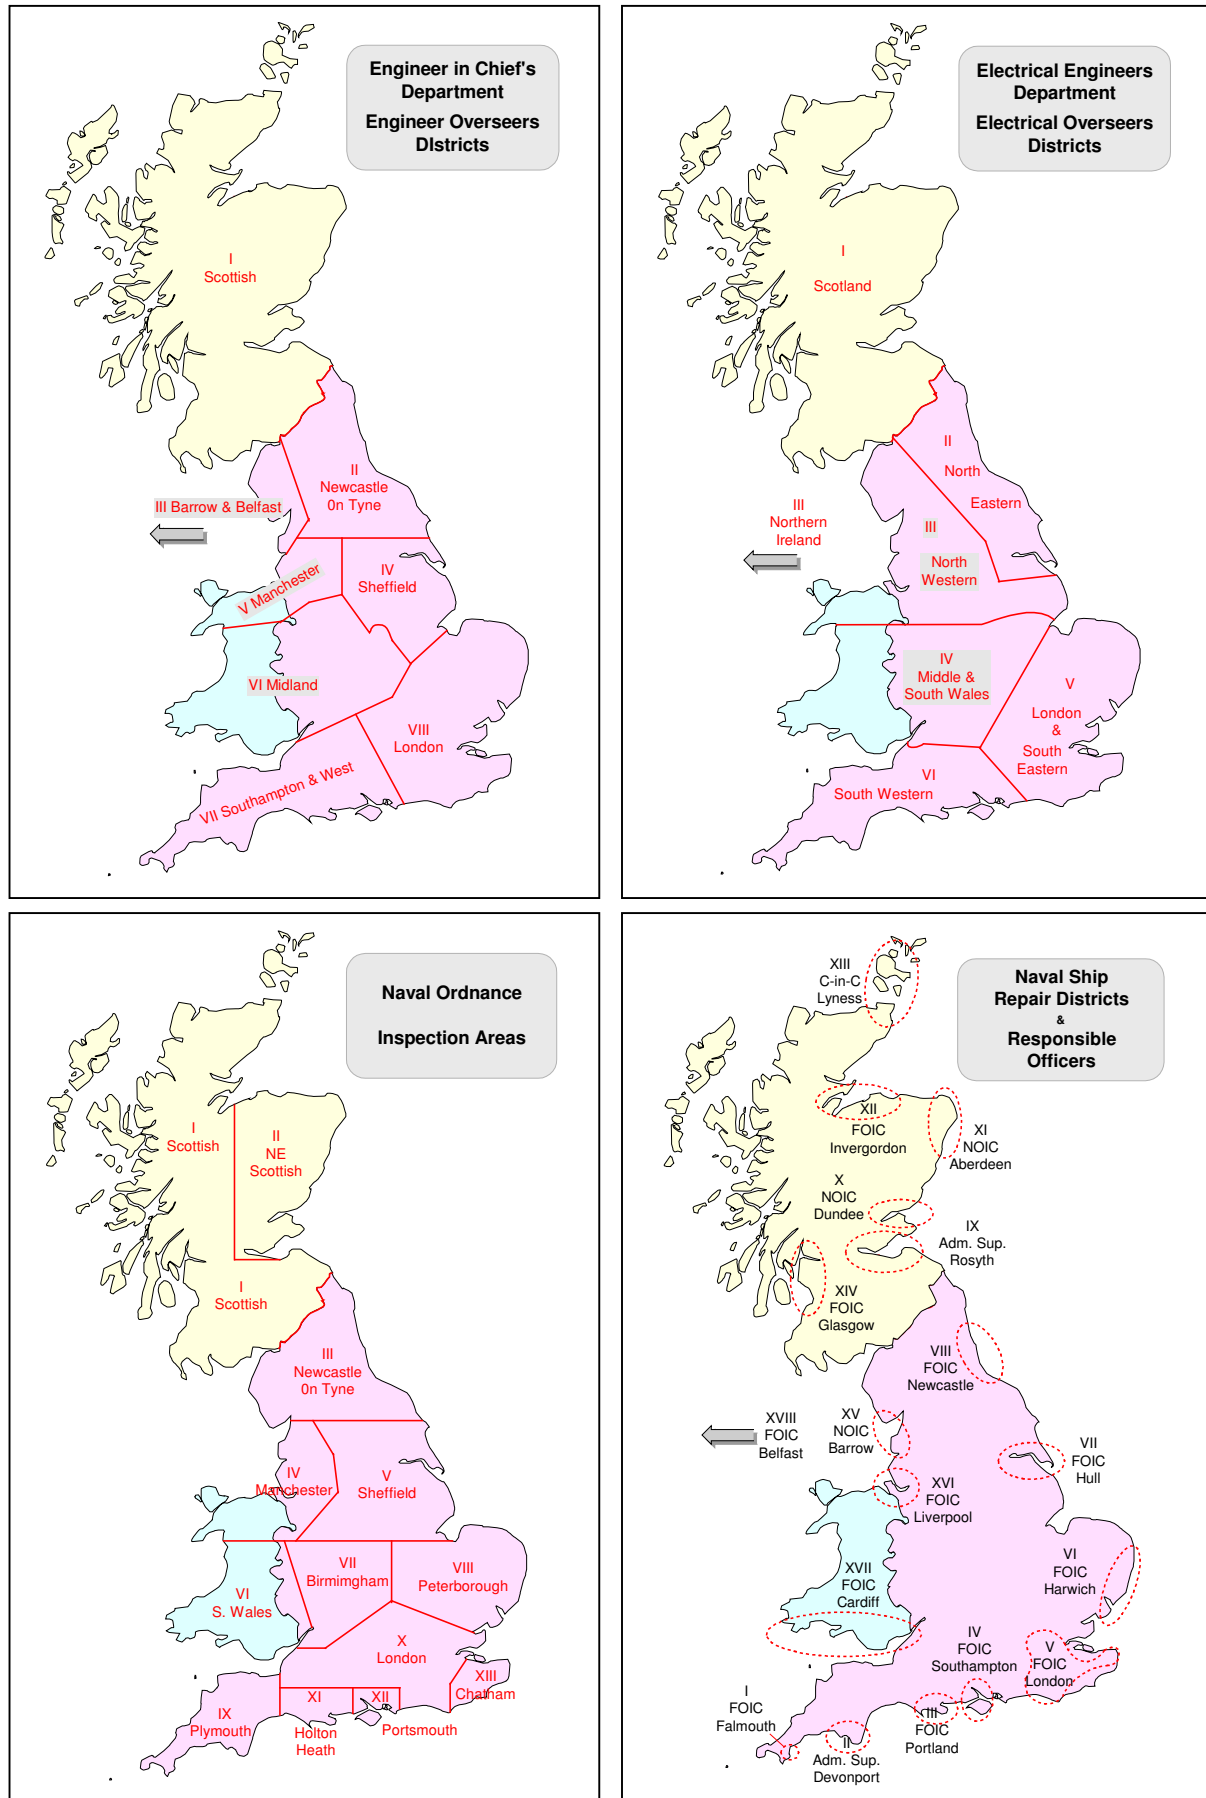 Engineer in Chief's
Department
Engineer Overseers
DIstricts
I
Scottish
II
Newcastle
0n Tyne
III Barrow & Belfast
IV
Sheffield
V Manchester
VI Midland
VIII
London
VII Southampton & West
Electrical Engineers
Department
Electrical Overseers
Districts
I
Scotland
II
North
Eastern
III
Northern
Ireland
III
North
Western
IV
Middle &
South Wales
V
London
&
South
Eastern
VI
South Western
Naval Ordnance
Inspection Areas
I
Scottish
II
NE
Scottish
I
Scottish
III
Newcastle
0n Tyne
IV
Manchester
V
Sheffield
VII
Birmimgham
VIII
Peterborough
VI
S. Wales
X
London
XIII
Chatham
IX
Plymouth
XI
Holton
Heath
XII
Portsmouth
Naval Ship
Repair Districts
&
Responsible
Officers
XIII
C-in-C
Lyness
XII
FOIC
Invergordon
XI
NOIC
Aberdeen
X
NOIC
Dundee
IX
Adm. Sup.
Rosyth
XIV
FOIC
Glasgow
VIII
FOIC
Newcastle
XVIII
FOIC
Belfast
XV
NOIC
Barrow
VII
FOIC
Hull
XVI
FOIC
Liverpool
XVII
FOIC
Cardiff
VI
FOIC
Harwich
IV
FOIC
Southampton
V
FOIC
London
I
FOIC
Falmouth
III
FOIC
Portland
II
Adm. Sup.
Devonport